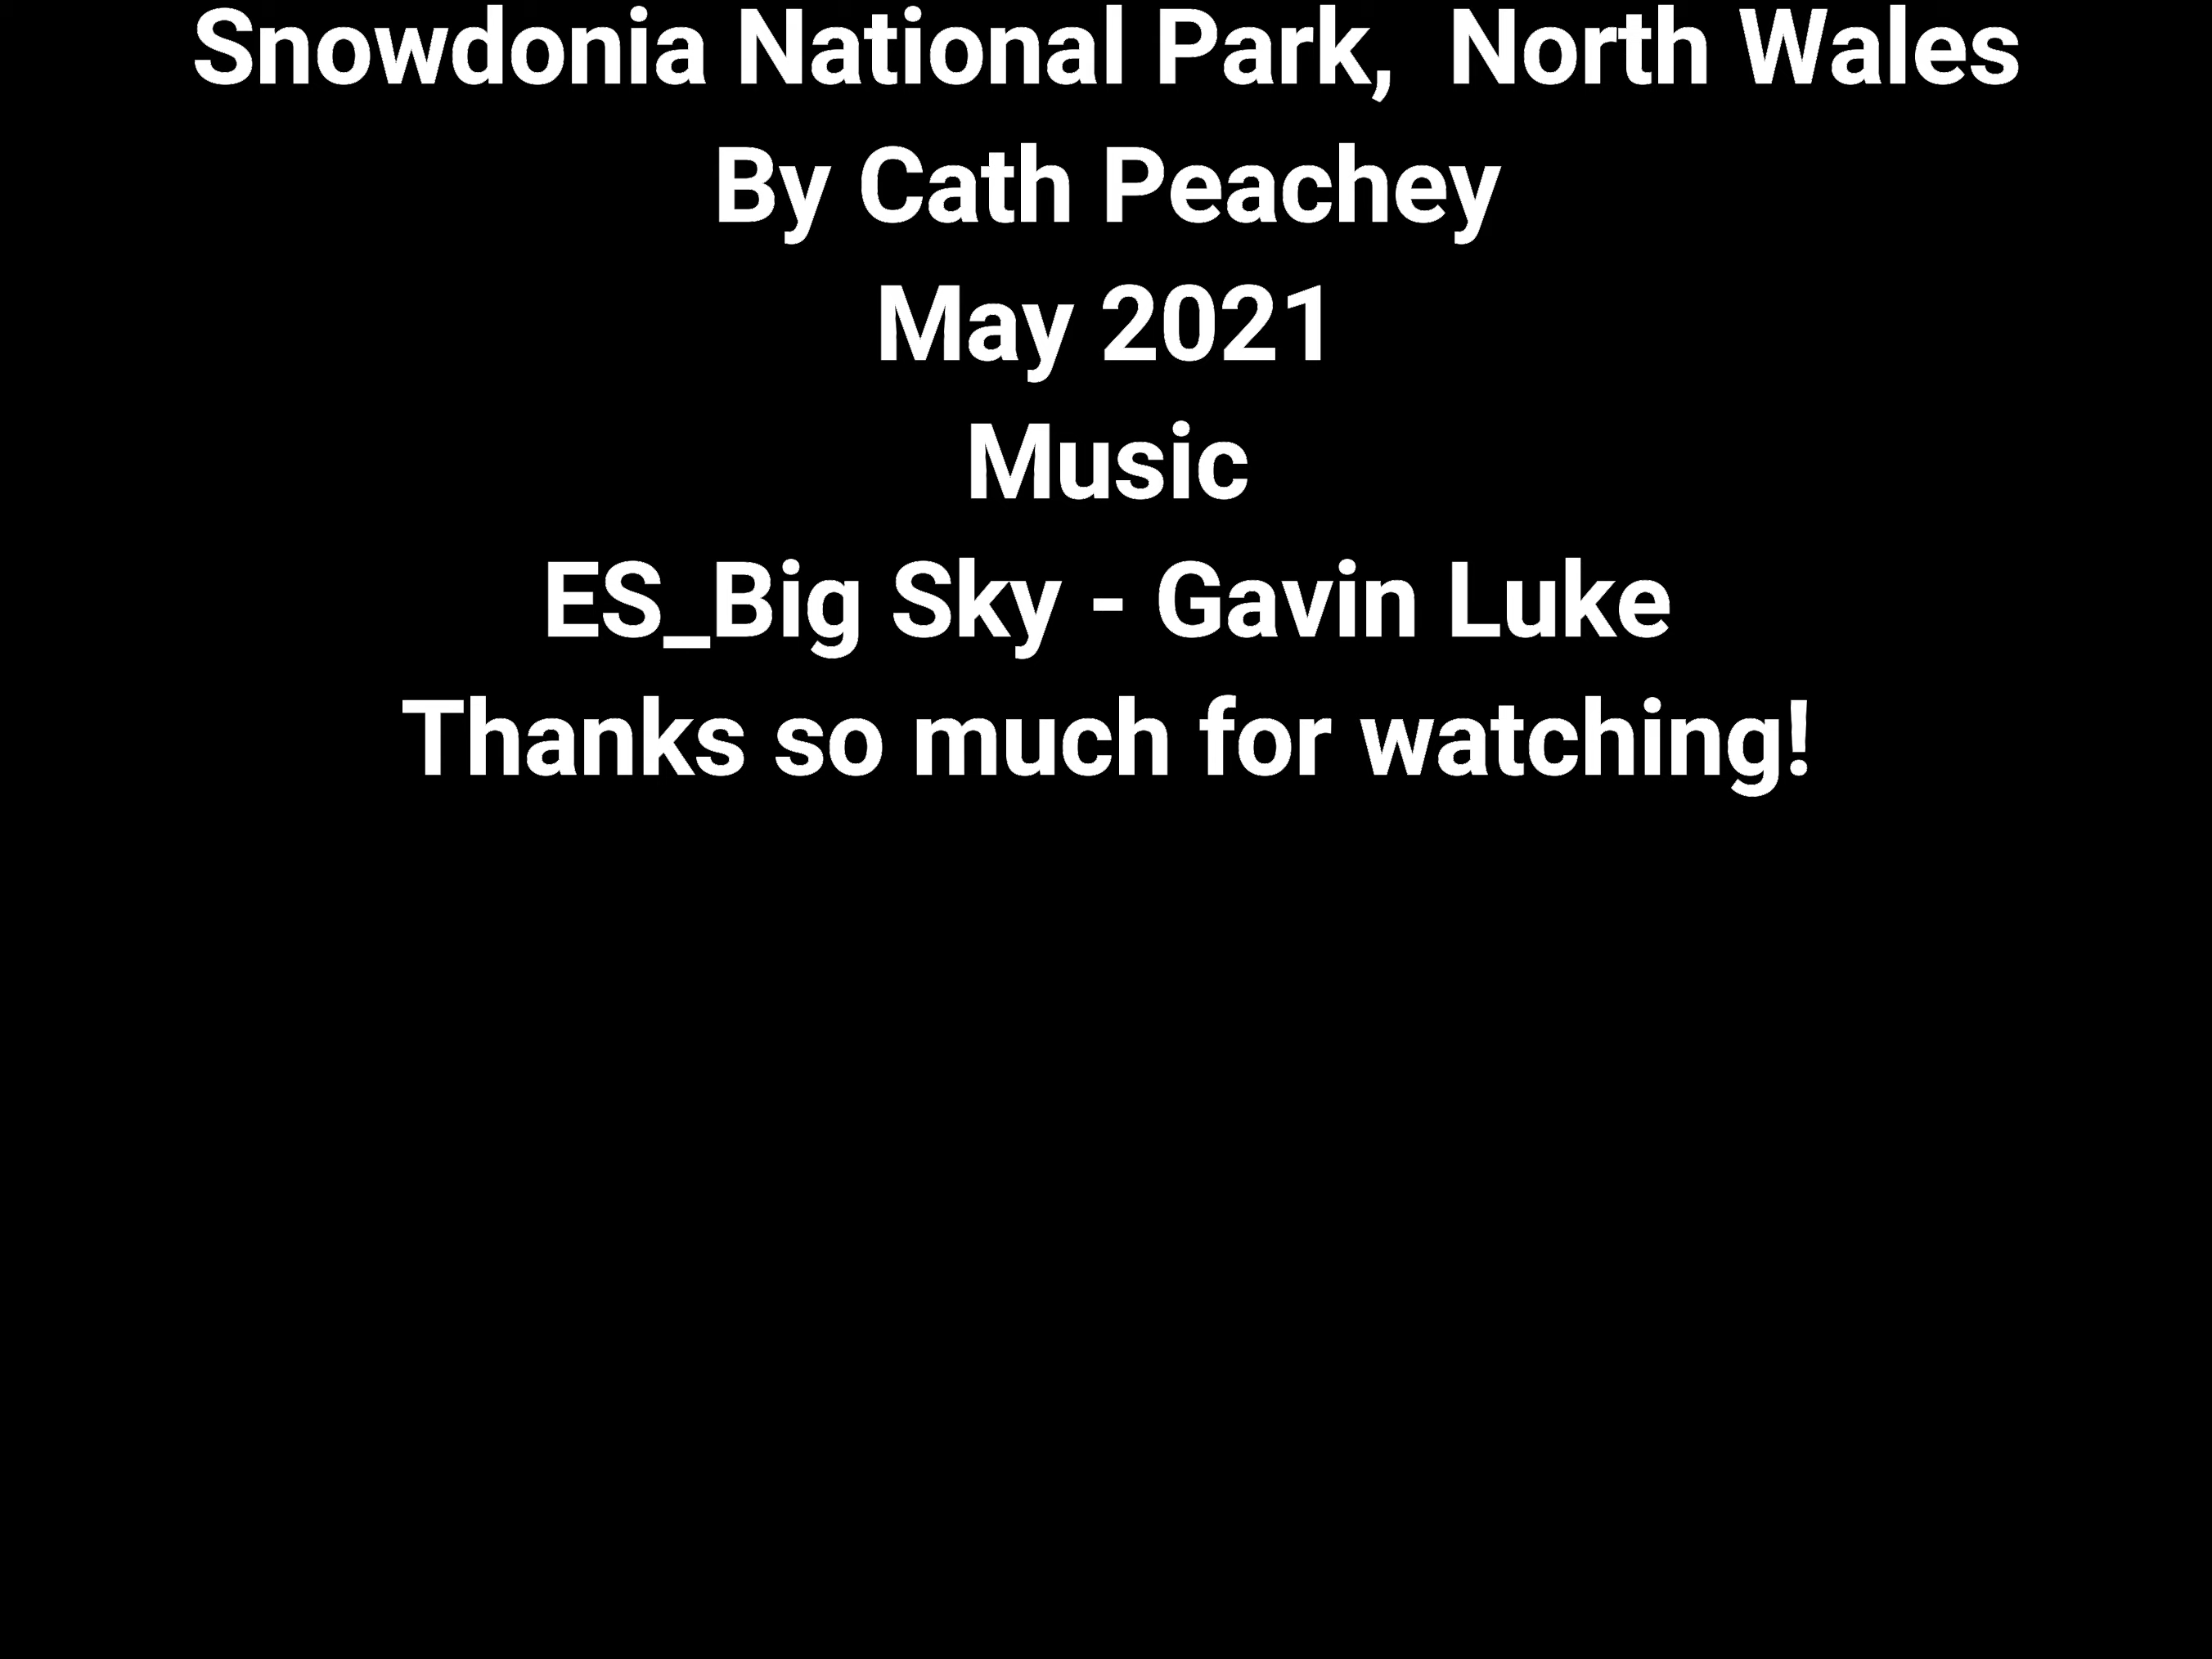 Snowdonia National Park,  North Wales
By Cath Peachey
May 2021
Music
ES_Big Sky - Gavin Luke
Thanks so much for watching!